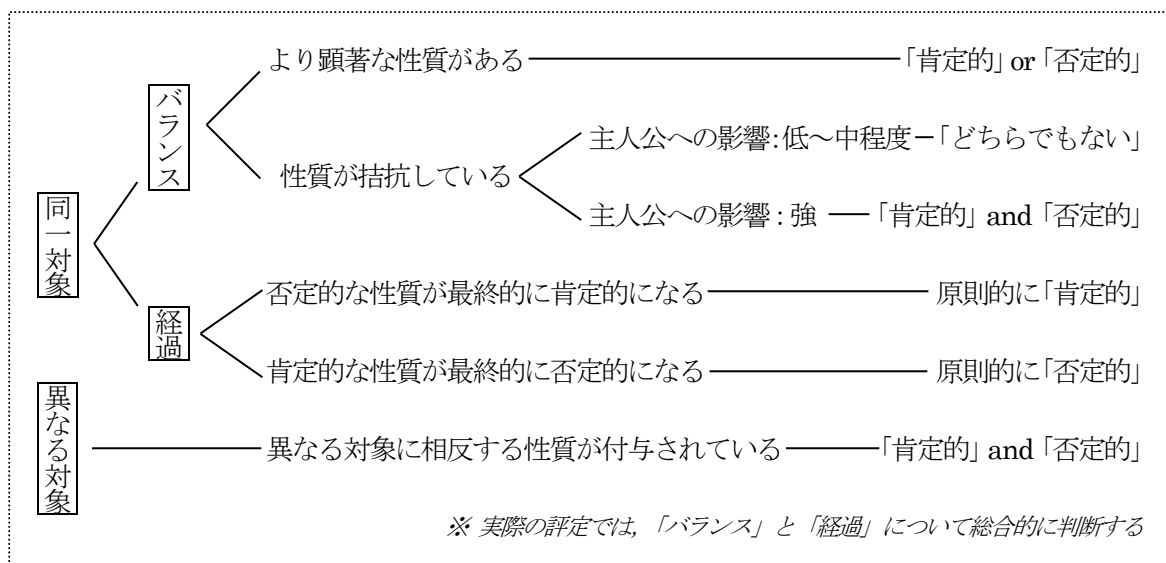 より顕著な性質がある 「肯定的」 or 「否定的」
バランス
主人公への影響:低～中程度－「どちらでもない」
性質が拮抗している
主人公への影響:強 ―「肯定的」 and 「否定的」
同一対象
否定的な性質が最終的に肯定的になる 原則的に「肯定的」
経過
肯定的な性質が最終的に否定的になる 原則的に「否定的」
異なる対象
異なる対象に相反する性質が付与されている 「肯定的」 and 「否定的」
※ 実際の評定では, 「バランス」と「経過」について総合的に判断する